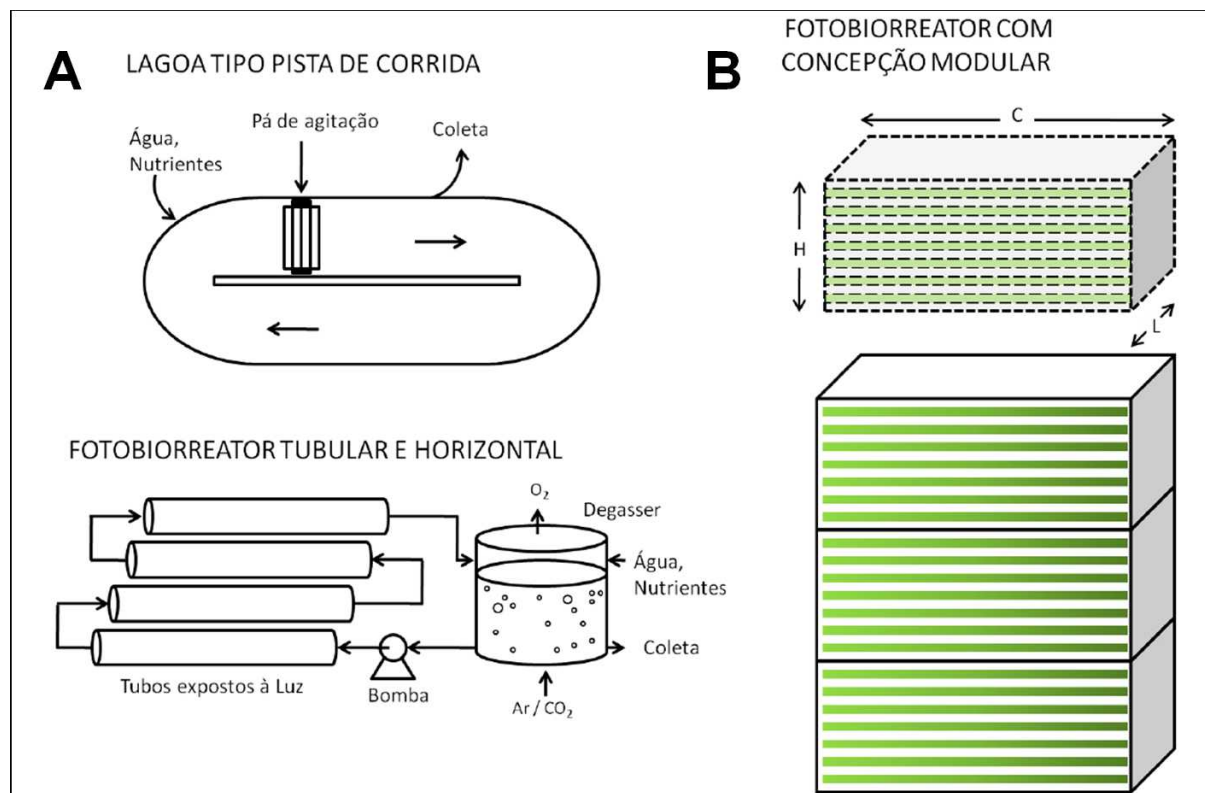 A
LAGOA TIPO PISTA DE CORRIDA
Pá de agitação
Coleta
Água,
Nutrientes
FOTOBIORREATOR TUBULAR E HORIZONTAL
O₂
Degasser
Água,
Nutrientes
Coleta
Tubos expostos à Luz
Bomba
Ar / CO₂
B
FOTOBIORREATOR COM
CONCEPÇÃO MODULAR
C
H
L